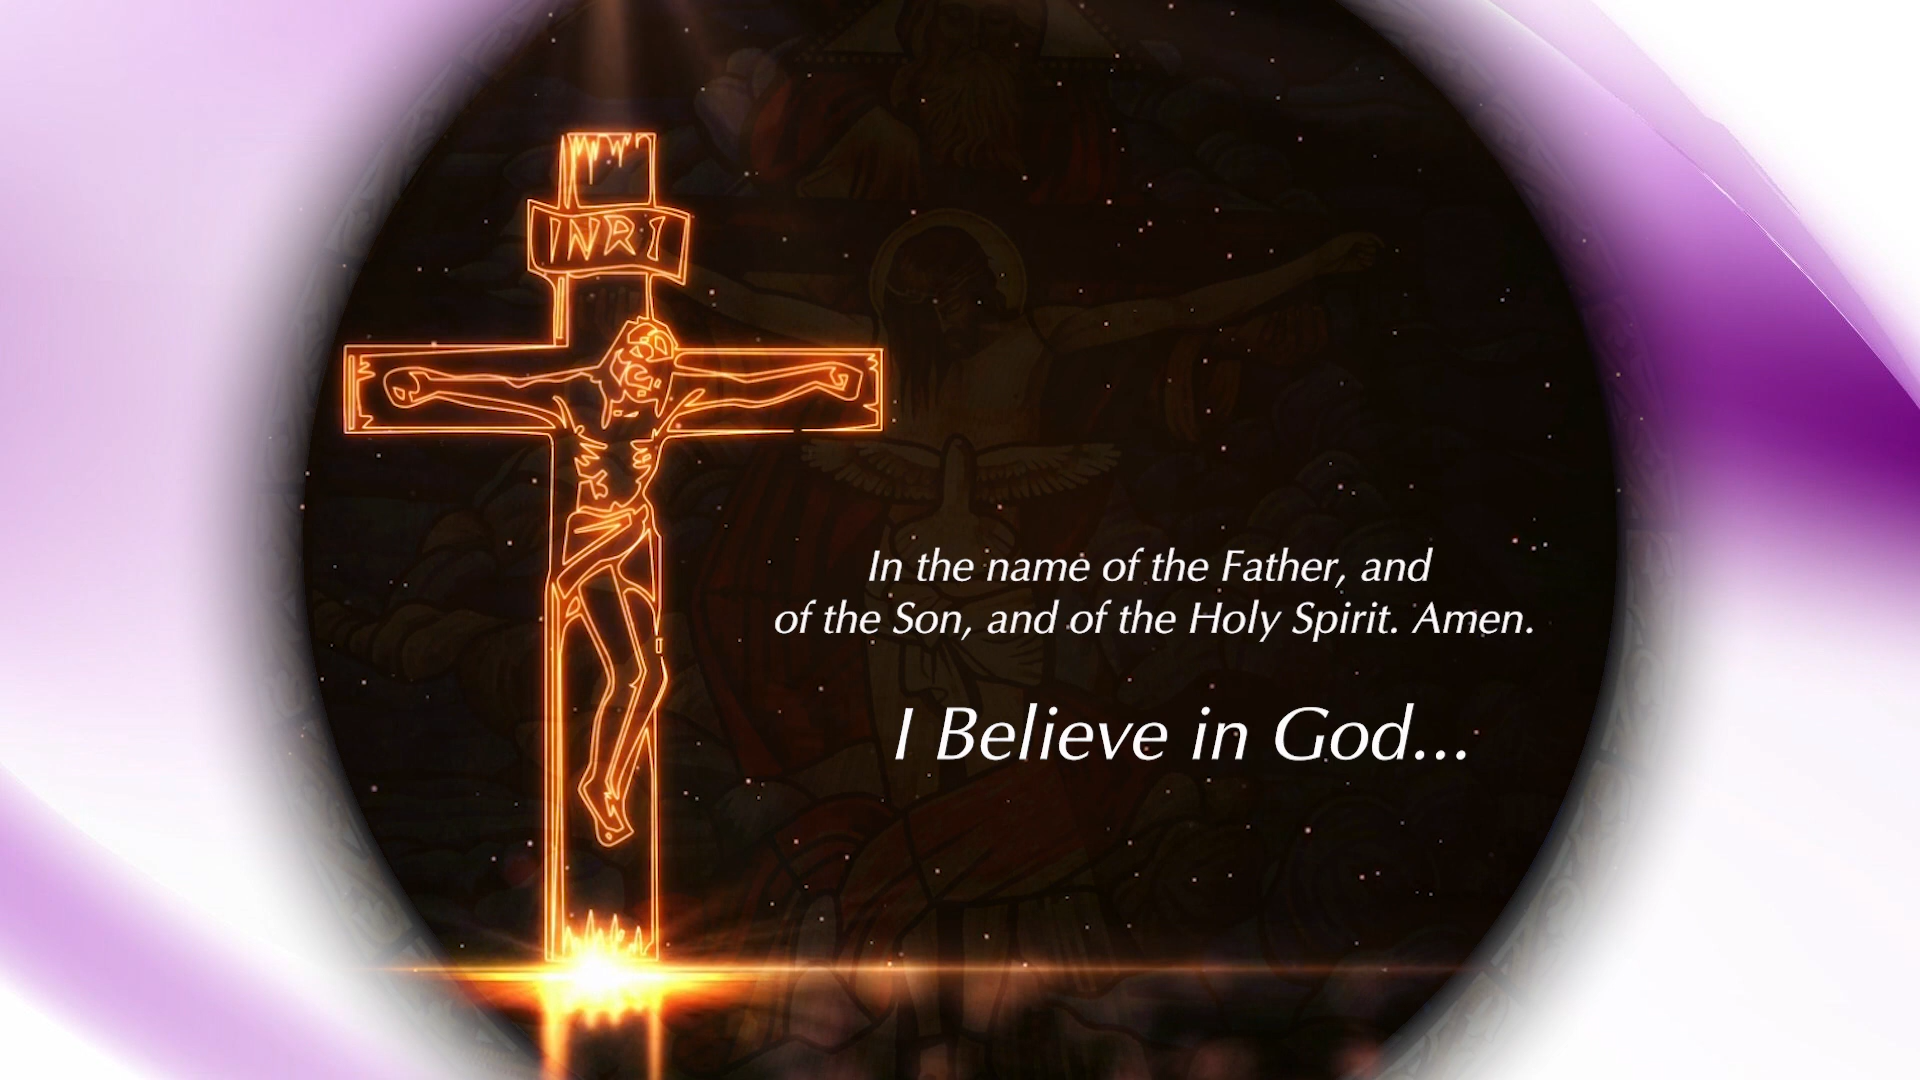 INRI
In the name of the Father, and
of the Son, and of the Holy Spirit. Amen.
I Believe in God...